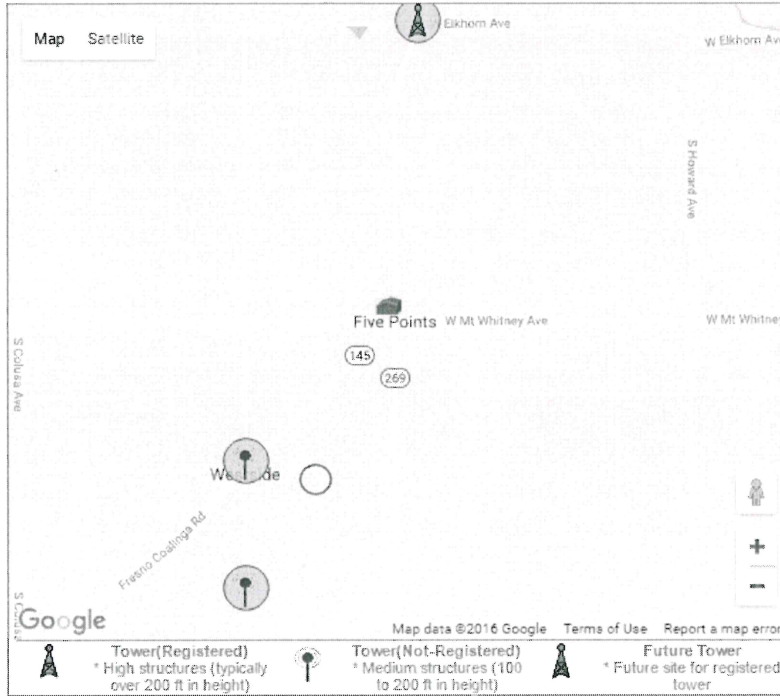 Map Satellite
Elkhorn Ave
W Elkhorn Ave
S Howard Ave
Five Points
W Mt Whitney Ave
W Mt Whitney
145
269
S Colusa Ave
Westside
Fresno Coalinga Rd
S Colusa
Google
Map data ©2016 Google Terms of Use Report a map error
Tower(Registered)
* High structures (typically
over 200 ft in height)
Tower(Not-Registered)
* Medium structures (100
to 200 ft in height)
Future Tower
* Future site for registered
tower